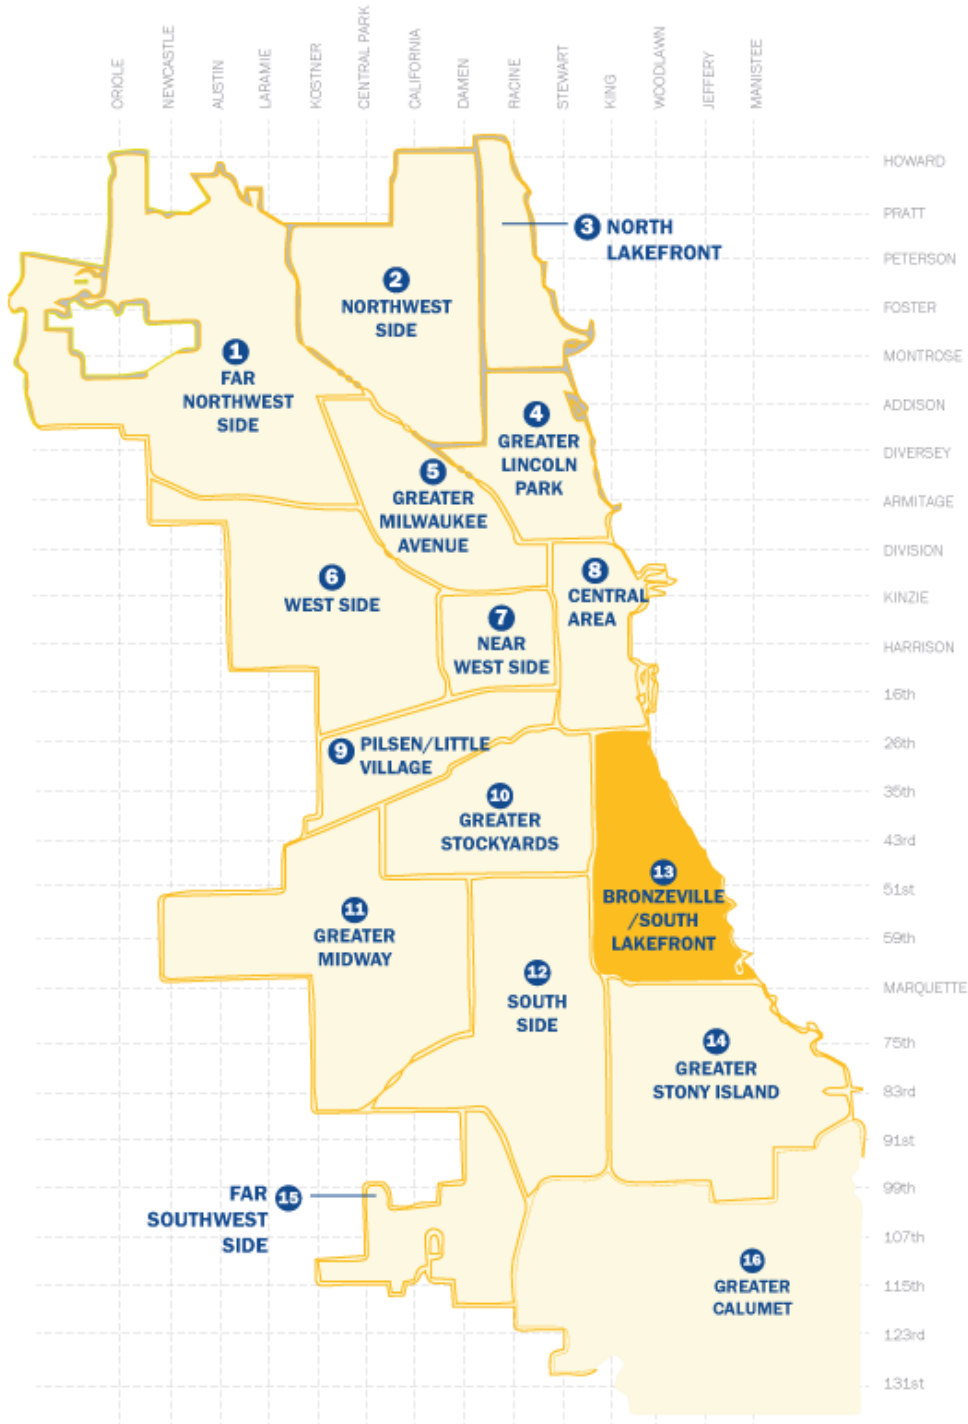 ORIOLE
NEWCASTLE
AUSTIN
LARAMIE
KOSTNER
CENTRAL PARK
CALIFORNIA
DAMEN
RACINE
STEWART
KING
WOODLAWN
JEFFERY
MANISTEE
HOWARD
PRATT
PETERSON
FOSTER
MONTROSE
ADDISON
DIVERSEY
ARMITAGE
DIVISION
KINZIE
HARRISON
16th
26th
35th
43rd
51st
59th
MARQUETTE
75th
83rd
91st
99th
107th
115th
123rd
131st
1
FAR
NORTHWEST
SIDE
2
NORTHWEST
SIDE
3 NORTH
LAKEFRONT
4
GREATER
LINCOLN
PARK
5
GREATER
MILWAUKEE
AVENUE
6
WEST SIDE
7
NEAR
WEST SIDE
8
CENTRAL
AREA
9 PILSEN/LITTLE
VILLAGE
10
GREATER
STOCKYARDS
11
GREATER
MIDWAY
12
SOUTH
SIDE
13
BRONZEVILLE
/SOUTH
LAKEFRONT
14
GREATER
STONY ISLAND
FAR 15
SOUTHWEST
SIDE
16
GREATER
CALUMET